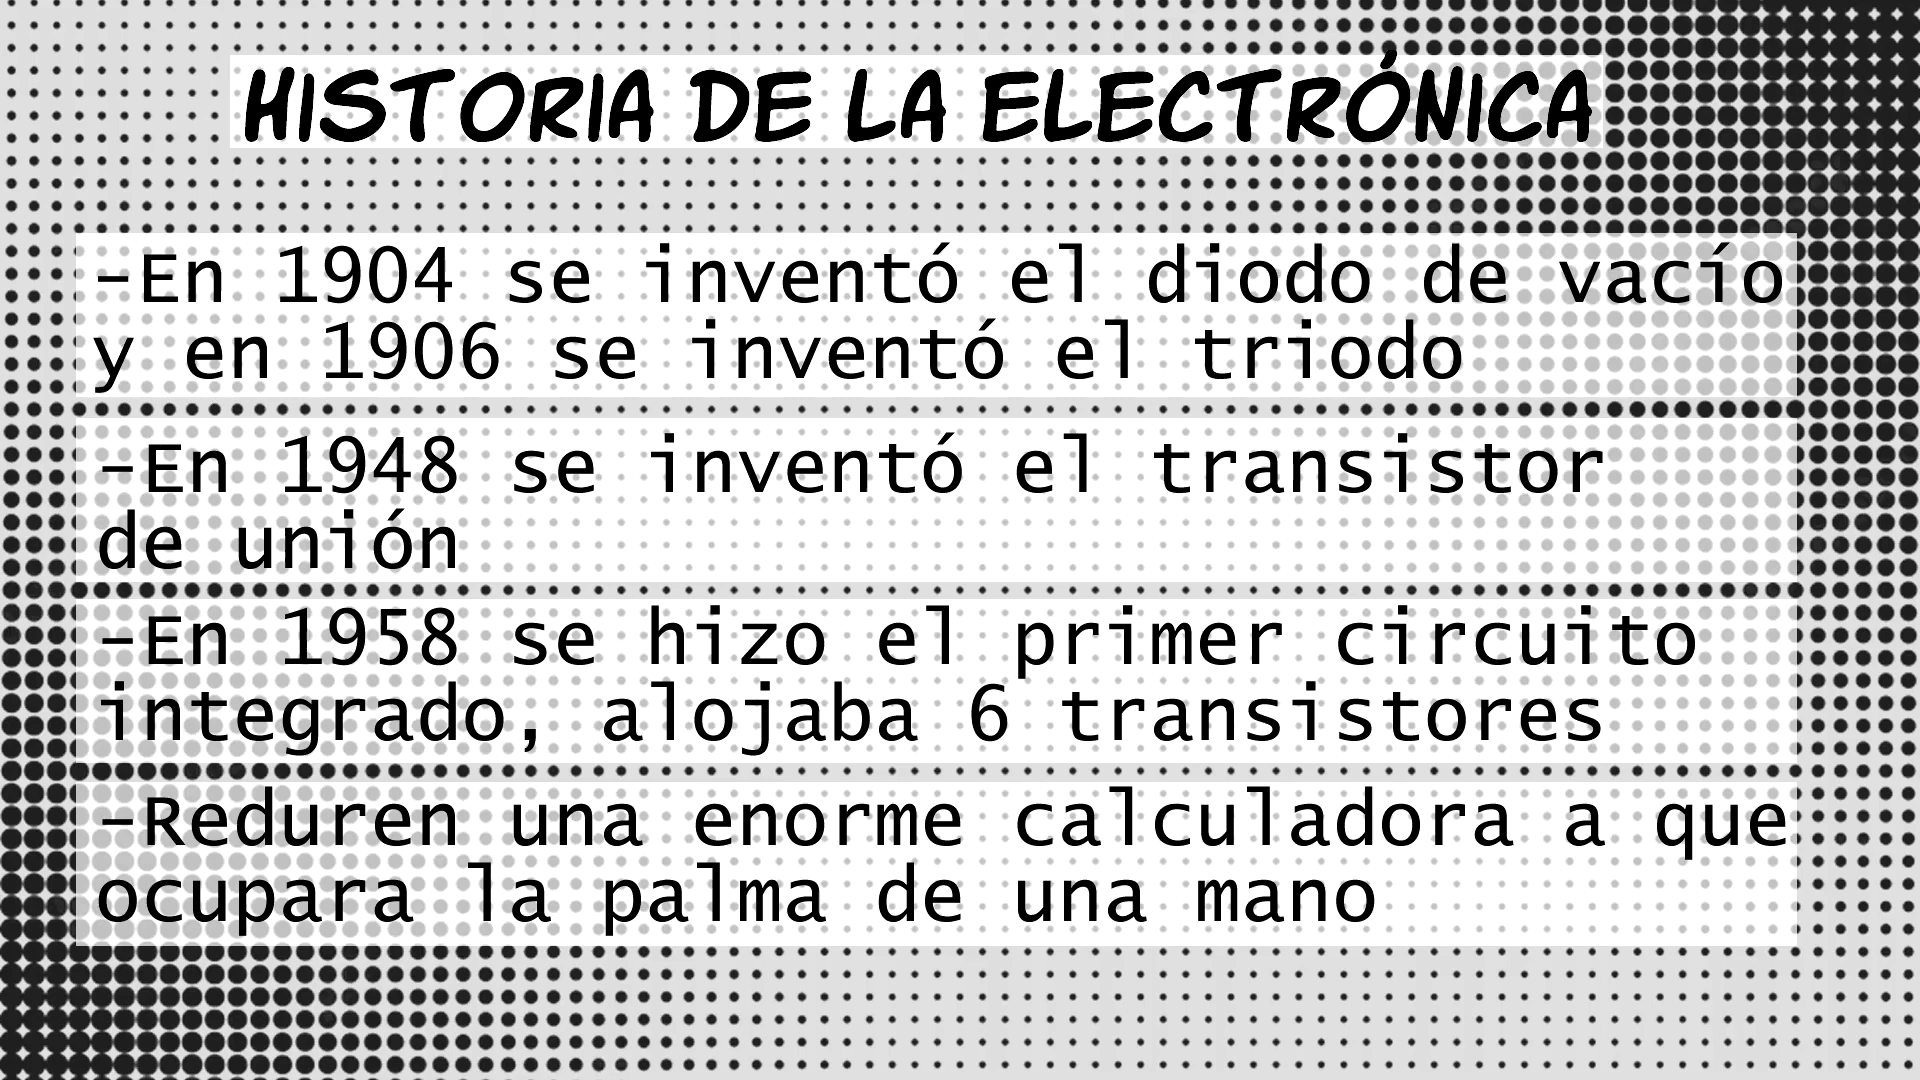 HISTORIA DE LA ELECTRÓNICA
-En 1904 se inventó el diodo de vacío
y en 1906 se inventó el triodo
-En 1948 se inventó el transistor
de unión
-En 1958 se hizo el primer circuito
integrado, alojaba 6 transistores
-Reduren una enorme calculadora a que
ocupara la palma de una mano